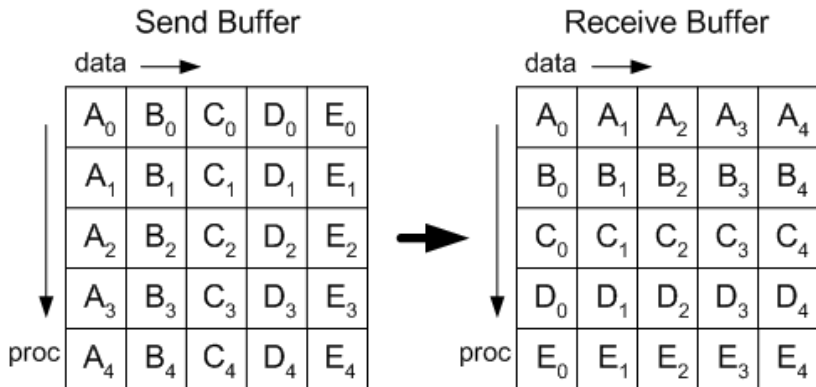 Send Buffer
Receive Buffer
data
data
A₀ B₀ C₀ D₀ E₀
A₀ A₁ A₂ A₃ A₄
A₁ B₁ C₁ D₁ E₁
B₀ B₁ B₂ B₃ B₄
A₂ B₂ C₂ D₂ E₂
C₀ C₁ C₂ C₃ C₄
A₃ B₃ C₃ D₃ E₃
D₀ D₁ D₂ D₃ D₄
proc A₄ B₄ C₄ D₄ E₄
proc E₀ E₁ E₂ E₃ E₄